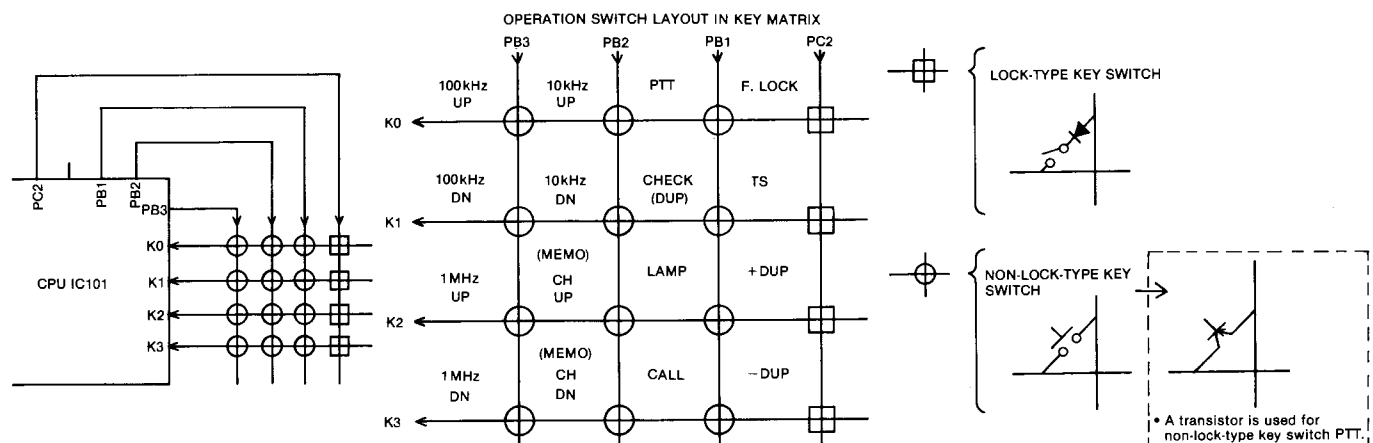 OPERATION SWITCH LAYOUT IN KEY MATRIX
PB3 PB2 PB1 PC2
100kHz UP 10kHz UP PTT F. LOCK
K0
100kHz DN 10kHz DN CHECK (DUP) TS
K1
1MHz UP (MEMO) CH UP LAMP +DUP
K2
1MHz DN (MEMO) CH DN CALL −DUP
K3
PC2 PB1 PB2
PB3
K0
K1
CPU IC101
K2
K3
LOCK-TYPE KEY SWITCH
NON-LOCK-TYPE KEY
SWITCH
• A transistor is used for
non-lock-type key switch PTT.